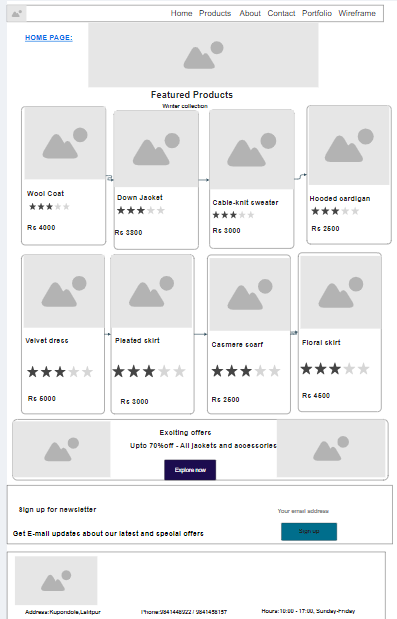 Home Products About Contact Portfolio Wireframe
HOME PAGE:
Featured Products
Winter collection
Wool Coat
Down Jacket
Cable-knit sweater
Hooded cardigan
Rs 4000
Rs 3300
Rs 3000
Rs 2500
Velvet dress
Pleated skirt
Casmere scarf
Floral skirt
Rs 5000
Rs 3000
Rs 2500
Rs 4500
Exciting offers
Upto 70%off - All jackets and accessories
Explore now
Sign up for newsletter
Your email address
Get E-mail updates about our latest and special offers
Sign up
Address:Kupondole,Lalitpur
Phone:9841448922 / 9841458157
Hours:10:00 - 17:00, Sunday-Friday